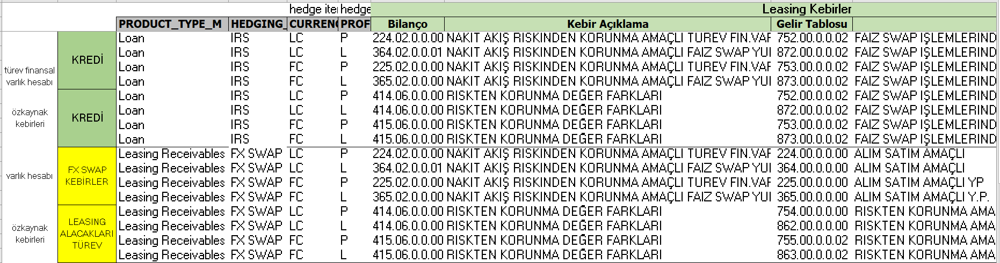 hedge iter hedge Leasing Kebirler
PRODUCT_TYPE_M HEDGING_ CURRENC PROF Bilanço Kebir Açıklama Gelir Tablosu
türev finansal varlık hesabı
KREDİ
Loan IRS LC P 224.02.0.0.00 NAKIT AKIŞ RISKINDEN KORUNMA AMAÇLI TUREV FIN.VAR 752.00.0.0.02 FAIZ SWAP IŞLEMLERIND
Loan IRS LC L 364.02.0.0.01 NAKIT AKIŞ RISKINDEN KORUNMA AMAÇLI FAIZ SWAP YUI 872.00.0.0.02 FAIZ SWAP IŞLEMLERIND
Loan IRS FC P 225.02.0.0.00 NAKIT AKIŞ RISKINDEN KORUNMA AMAÇLI TUREV FIN.VAR 753.00.0.0.02 FAIZ SWAP IŞLEMLERIND
Loan IRS FC L 365.02.0.0.00 NAKIT AKIŞ RISKINDEN KORUNMA AMAÇLI FAIZ SWAP YUI 873.00.0.0.02 FAIZ SWAP IŞLEMLERIND
özkaynak kebirleri
KREDİ
Loan IRS LC P 414.06.0.0.00 RISKTEN KORUNMA DEĞER FARKLARI 752.00.0.0.02 FAIZ SWAP IŞLEMLERIND
Loan IRS LC L 414.06.0.0.00 RISKTEN KORUNMA DEĞER FARKLARI 872.00.0.0.02 FAIZ SWAP IŞLEMLERIND
Loan IRS FC P 415.06.0.0.00 RISKTEN KORUNMA DEĞER FARKLARI 753.00.0.0.02 FAIZ SWAP IŞLEMLERIND
Loan IRS FC L 415.06.0.0.00 RISKTEN KORUNMA DEĞER FARKLARI 873.00.0.0.02 FAIZ SWAP IŞLEMLERIND
varlık hesabı
FX SWAP KEBİRLER
Leasing Receivables FX SWAP LC P 224.02.0.0.00 NAKIT AKIŞ RISKINDEN KORUNMA AMAÇLI TUREV FIN.VAR 224.00.0.0.00 ALIM SATIM AMAÇLI
Leasing Receivables FX SWAP LC L 364.02.0.0.01 NAKIT AKIŞ RISKINDEN KORUNMA AMAÇLI FAIZ SWAP YUI 364.00.0.0.00 ALIM SATIM AMAÇLI
Leasing Receivables FX SWAP FC P 225.02.0.0.00 NAKIT AKIŞ RISKINDEN KORUNMA AMAÇLI TUREV FIN.VAR 225.00.0.0.00 ALIM SATIM AMAÇLI YP
Leasing Receivables FX SWAP FC L 365.02.0.0.00 NAKIT AKIŞ RISKINDEN KORUNMA AMAÇLI FAIZ SWAP YUI 365.00.0.0.00 ALIM SATIM AMAÇLI Y.P.
özkaynak kebirleri
LEASING ALACAKLARI TÜREV
Leasing Receivables FX SWAP LC P 414.06.0.0.00 RISKTEN KORUNMA DEĞER FARKLARI 754.00.0.0.00 RISKTEN KORUNMA AMA
Leasing Receivables FX SWAP LC L 414.06.0.0.00 RISKTEN KORUNMA DEĞER FARKLARI 862.00.0.0.00 RISKTEN KORUNMA AMA
Leasing Receivables FX SWAP FC P 415.06.0.0.00 RISKTEN KORUNMA DEĞER FARKLARI 755.00.0.0.02 RISKTEN KORUNMA AMA
Leasing Receivables FX SWAP FC L 415.06.0.0.00 RISKTEN KORUNMA DEĞER FARKLARI 863.00.0.0.02 RISKTEN KORUNMA AMA